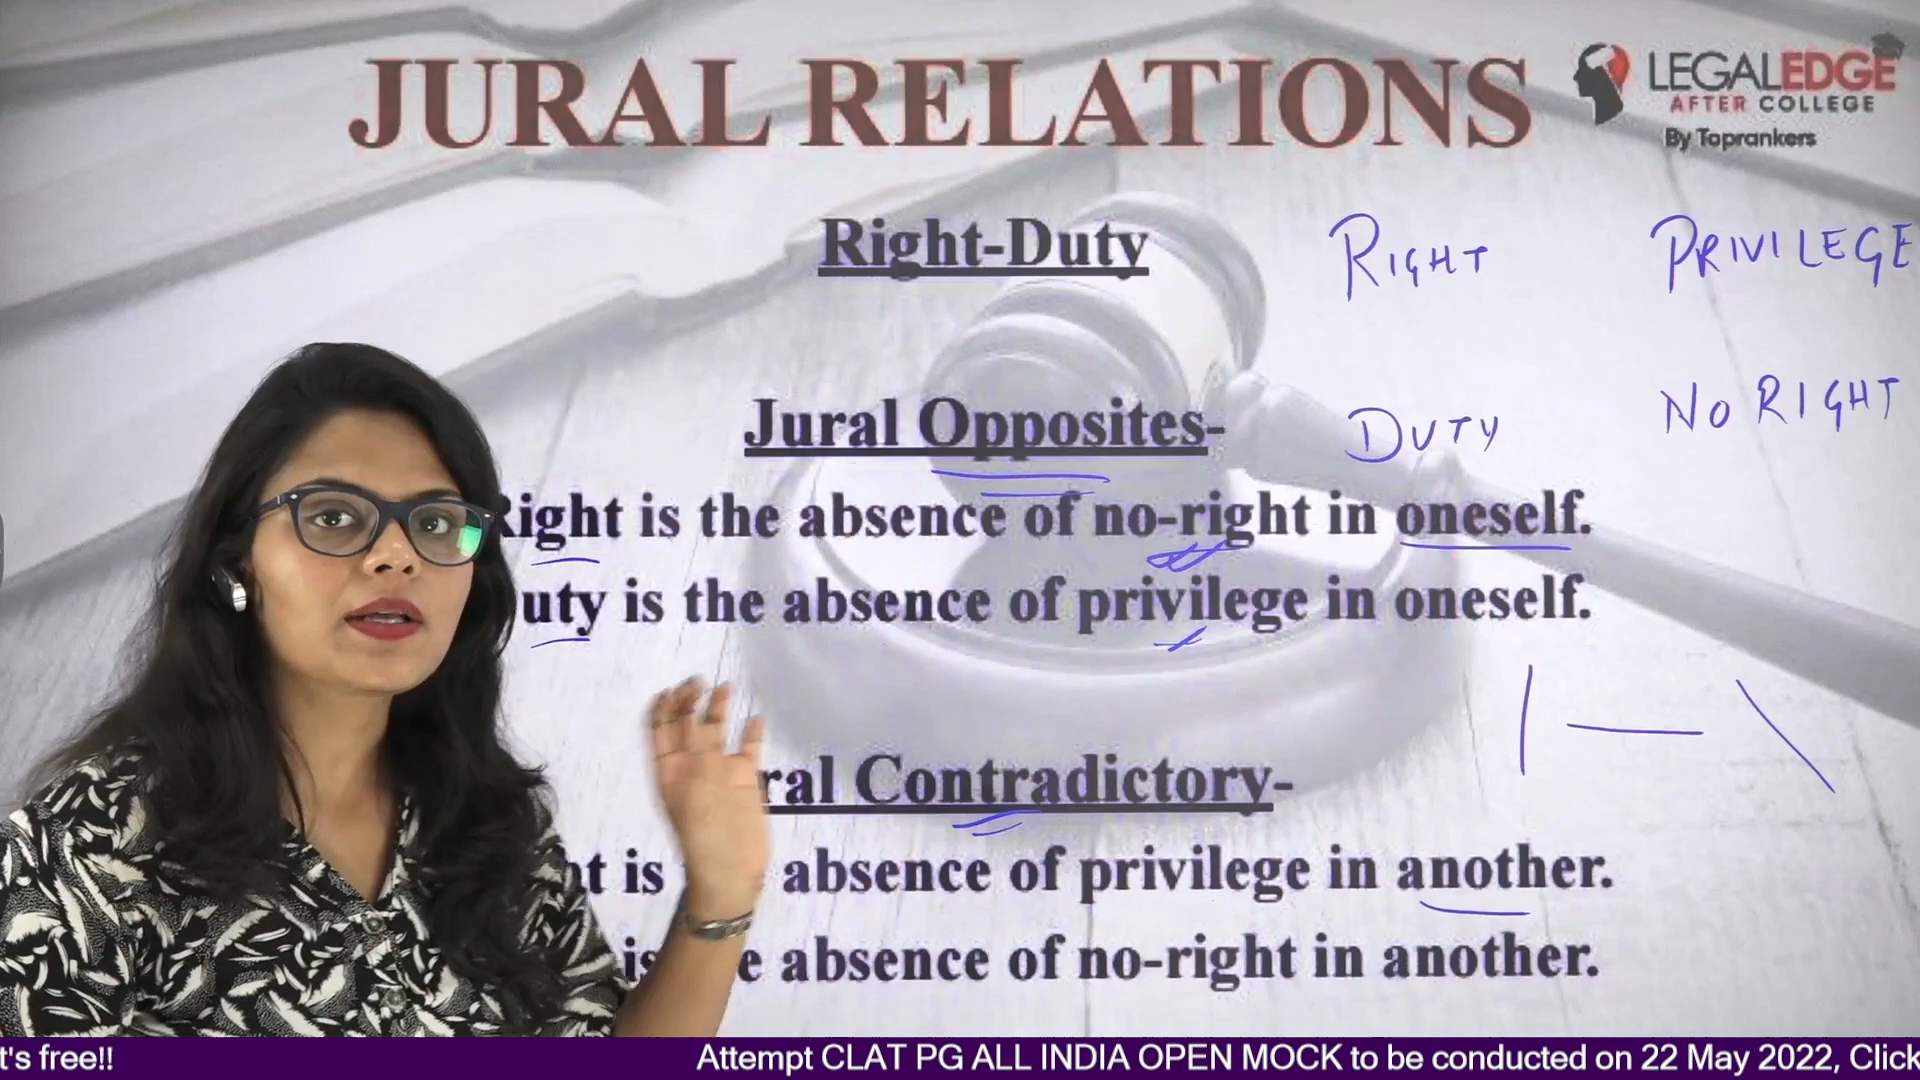 JURAL RELATIONS
LEGALEDGE
AFTER COLLEGE
By Toprankers
Right-Duty
RIGHT PRIVILEGE
Jural Opposites-
DUTY NO RIGHT
Right is the absence of no-right in oneself.
uty is the absence of privilege in oneself.
ral Contradictory-
t is absence of privilege in another.
is e absence of no-right in another.
t's free!! Attempt CLAT PG ALL INDIA OPEN MOCK to be conducted on 22 May 2022, Click